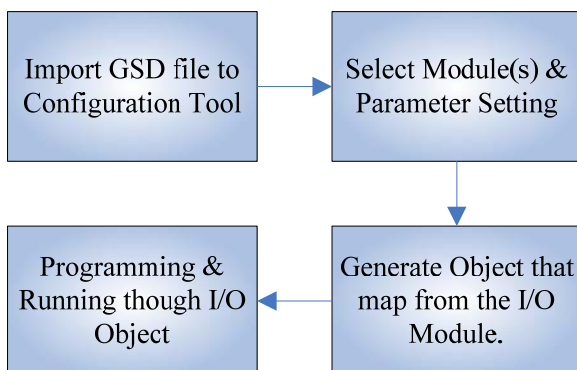 Import GSD file to
Configuration Tool
Select Module(s) &
Parameter Setting
Generate Object that
map from the I/O
Module.
Programming &
Running though I/O
Object